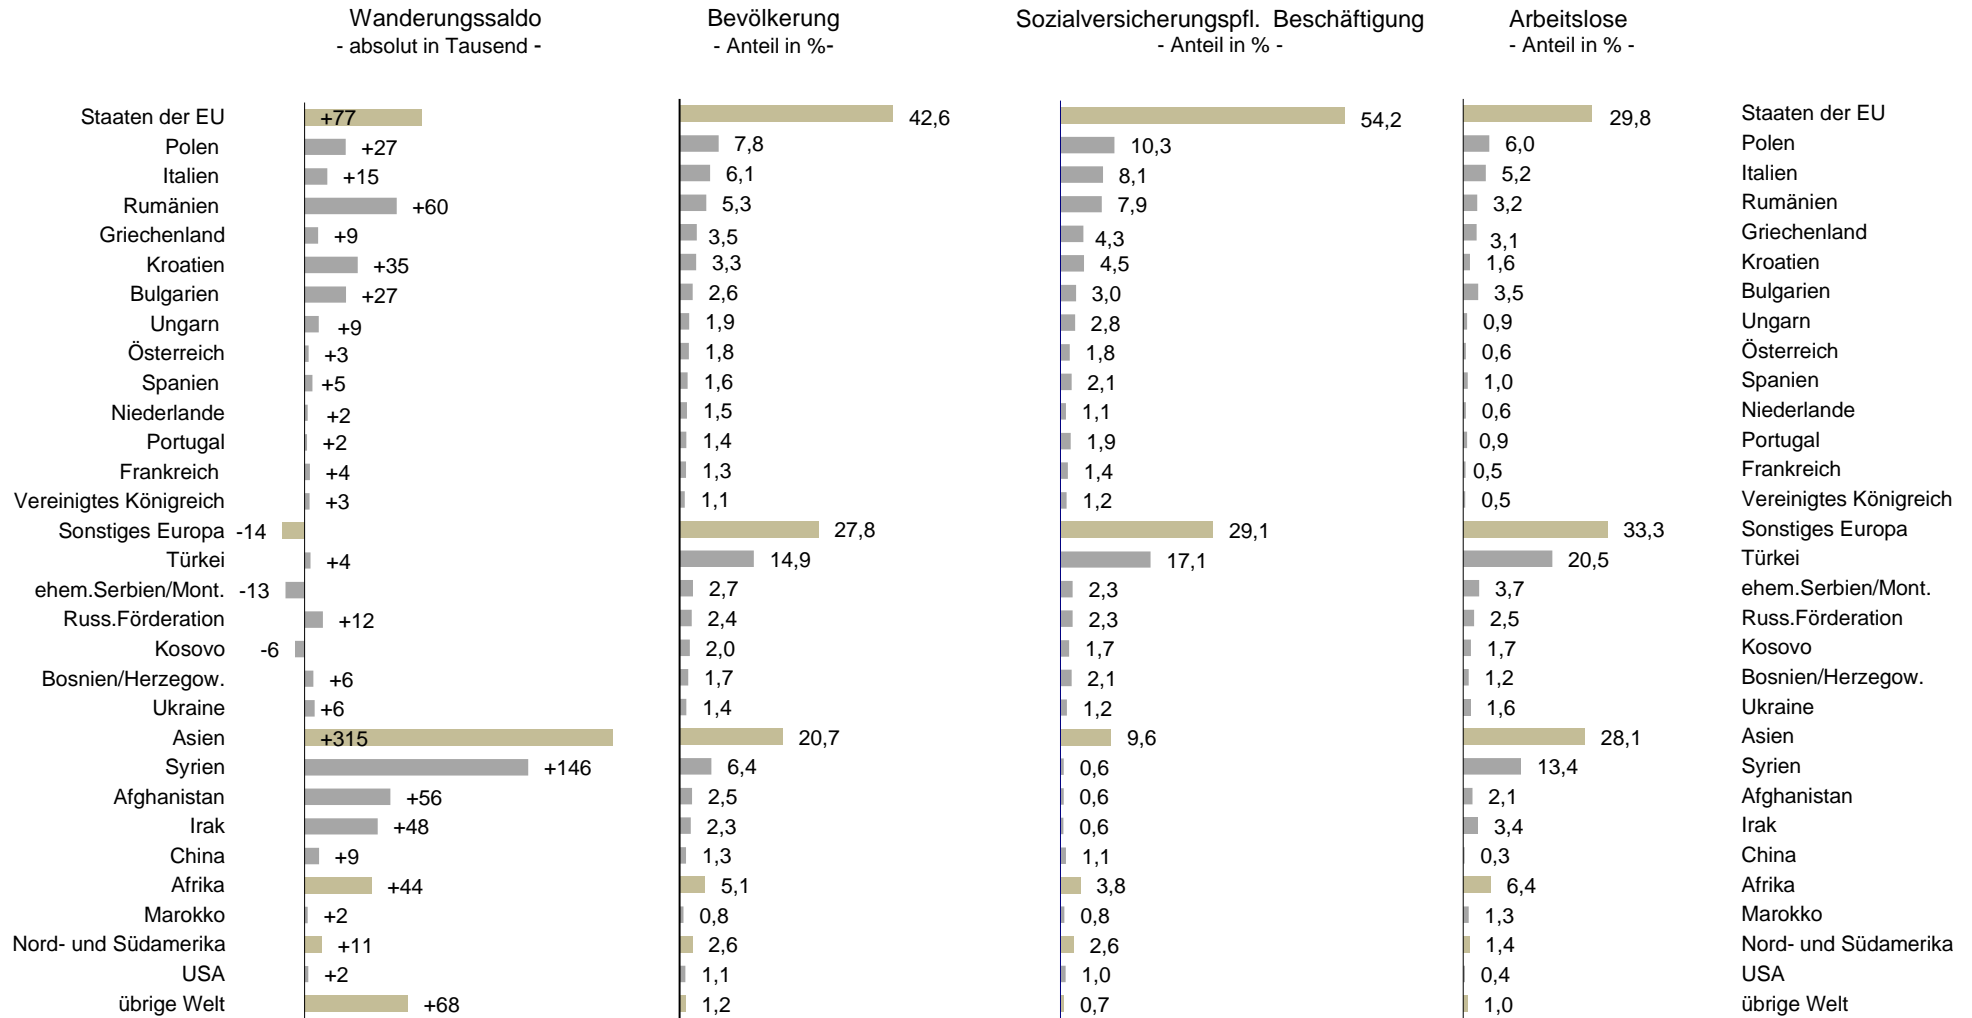 Wanderungssaldo Bevölkerung Sozialversicherungspfl. Beschäftigung Arbeitslose
- absolut in Tausend - - Anteil in %- - Anteil in % - - Anteil in % -
Staaten der EU +77 42,6 54,2 29,8 Staaten der EU
Polen +27 7,8 10,3 6,0 Polen
Italien +15 6,1 8,1 5,2 Italien
Rumänien +60 5,3 7,9 3,2 Rumänien
Griechenland +9 3,5 4,3 3,1 Griechenland
Kroatien +35 3,3 4,5 1,6 Kroatien
Bulgarien +27 2,6 3,0 3,5 Bulgarien
Ungarn +9 1,9 2,8 0,9 Ungarn
Österreich +3 1,8 1,8 0,6 Österreich
Spanien +5 1,6 2,1 1,0 Spanien
Niederlande +2 1,5 1,1 0,6 Niederlande
Portugal +2 1,4 1,9 0,9 Portugal
Frankreich +4 1,3 1,4 0,5 Frankreich
Vereinigtes Königreich +3 1,1 1,2 0,5 Vereinigtes Königreich
Sonstiges Europa -14 27,8 29,1 33,3 Sonstiges Europa
Türkei +4 14,9 17,1 20,5 Türkei
ehem.Serbien/Mont. -13 2,7 2,3 3,7 ehem.Serbien/Mont.
Russ.Förderation +12 2,4 2,3 2,5 Russ.Förderation
Kosovo -6 2,0 1,7 1,7 Kosovo
Bosnien/Herzegow. +6 1,7 2,1 1,2 Bosnien/Herzegow.
Ukraine +6 1,4 1,2 1,6 Ukraine
Asien +315 20,7 9,6 28,1 Asien
Syrien +146 6,4 0,6 13,4 Syrien
Afghanistan +56 2,5 0,6 2,1 Afghanistan
Irak +48 2,3 0,6 3,4 Irak
China +9 1,3 1,1 0,3 China
Afrika +44 5,1 3,8 6,4 Afrika
Marokko +2 0,8 0,8 1,3 Marokko
Nord- und Südamerika +11 2,6 2,6 1,4 Nord- und Südamerika
USA +2 1,1 1,0 0,4 USA
übrige Welt +68 1,2 0,7 1,0 übrige Welt